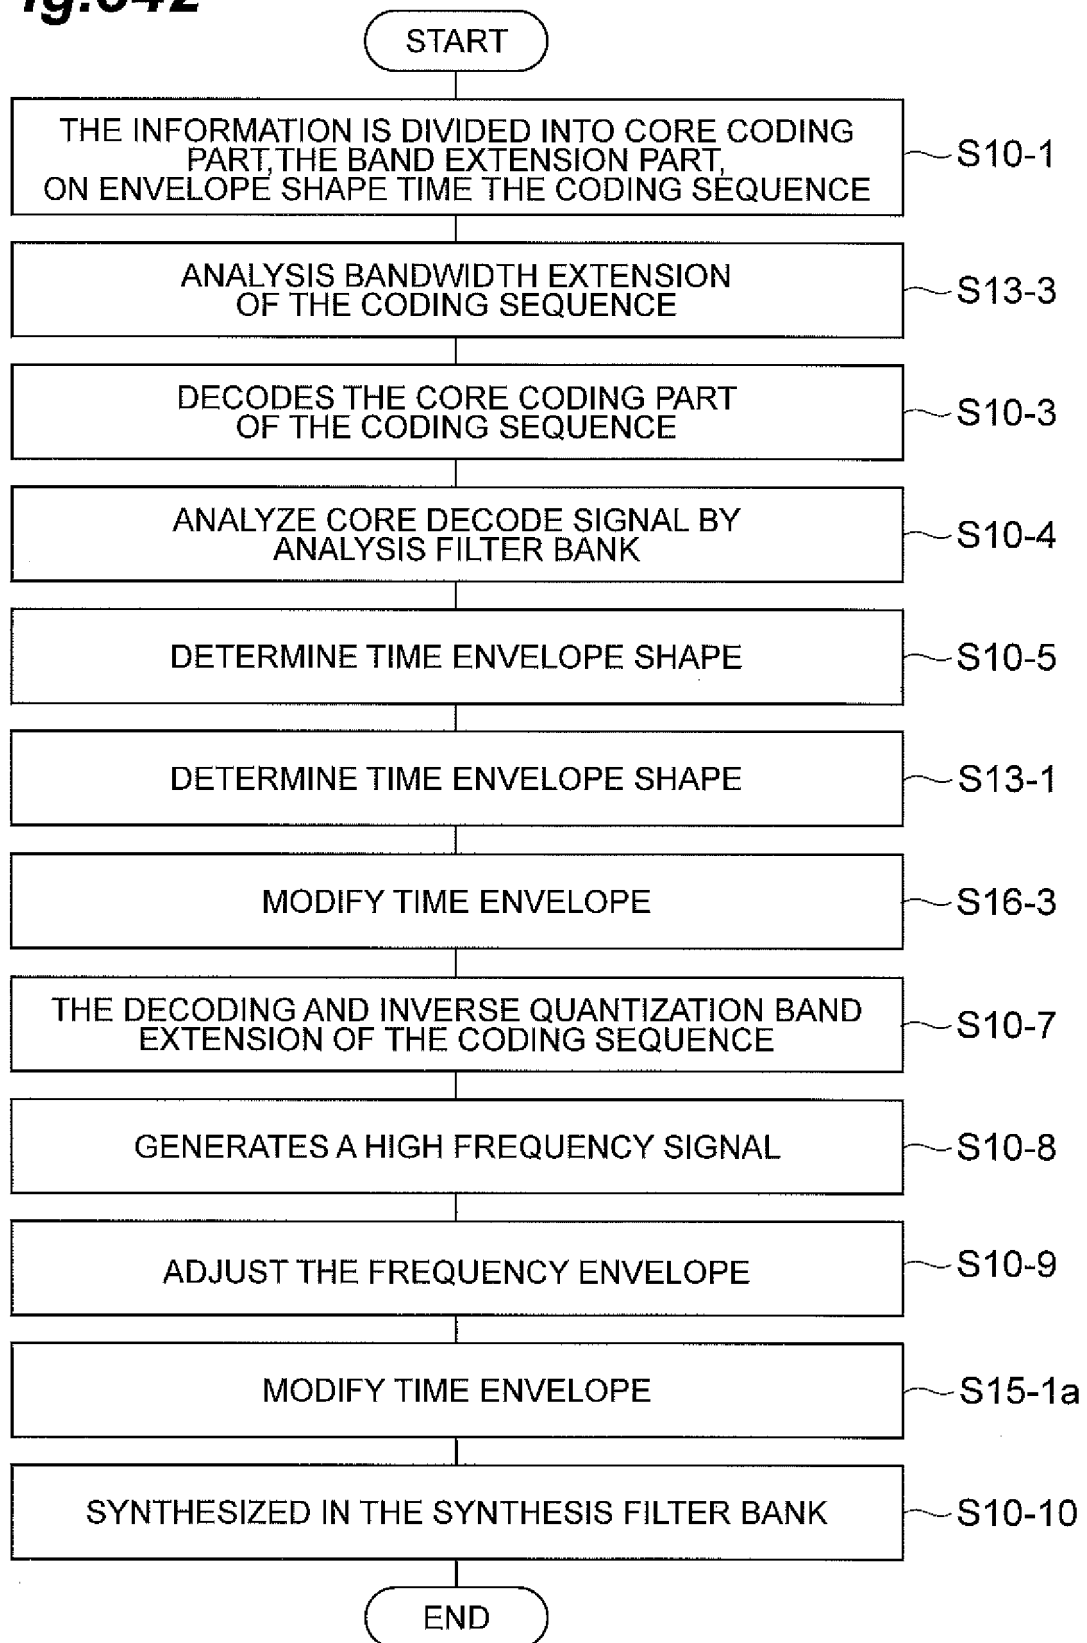 ig.342
START
THE INFORMATION IS DIVIDED INTO CORE CODING
PART, THE BAND EXTENSION PART,
ON ENVELOPE SHAPE TIME THE CODING SEQUENCE
S10-1
ANALYSIS BANDWIDTH EXTENSION
OF THE CODING SEQUENCE
S13-3
DECODES THE CORE CODING PART
OF THE CODING SEQUENCE
S10-3
ANALYZE CORE DECODE SIGNAL BY
ANALYSIS FILTER BANK
S10-4
DETERMINE TIME ENVELOPE SHAPE
S10-5
DETERMINE TIME ENVELOPE SHAPE
S13-1
MODIFY TIME ENVELOPE
S16-3
THE DECODING AND INVERSE QUANTIZATION BAND
EXTENSION OF THE CODING SEQUENCE
S10-7
GENERATES A HIGH FREQUENCY SIGNAL
S10-8
ADJUST THE FREQUENCY ENVELOPE
S10-9
MODIFY TIME ENVELOPE
S15-1a
SYNTHESIZED IN THE SYNTHESIS FILTER BANK
S10-10
END